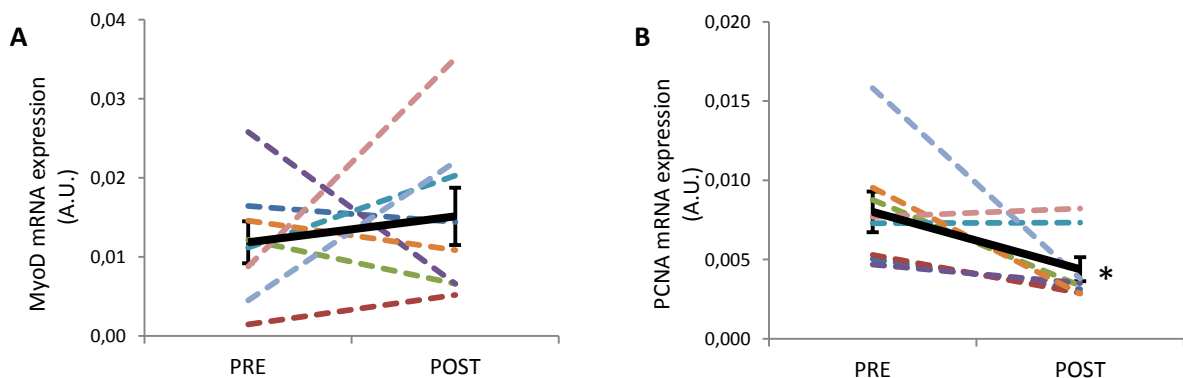 A
MyoD mRNA expression
(A.U.)
0,04
0,03
0,02
0,01
0,00
PRE
POST
B
PCNA mRNA expression
(A.U.)
0,020
0,015
0,010
0,005
0,000
*
PRE
POST